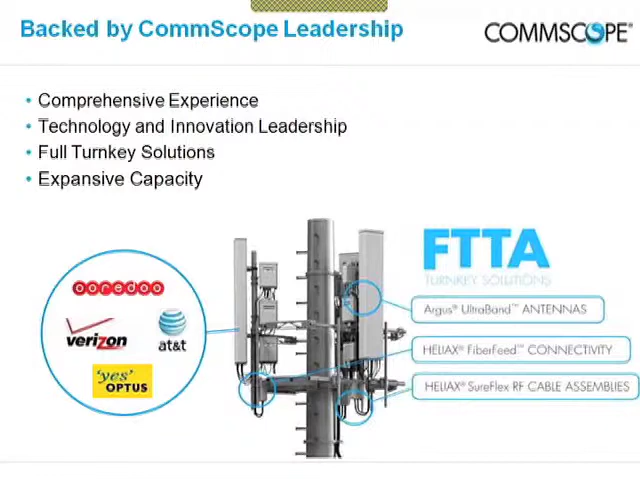 Backed by CommScope Leadership
COMMSCOPE®
• Comprehensive Experience
• Technology and Innovation Leadership
• Full Turnkey Solutions
• Expansive Capacity
FTTA
TURNKEY SOLUTIONS
ooredoo
verizon
at&t
'yes'
OPTUS
Argus® UltraBand™ ANTENNAS
HELIAX® FiberFeed™ CONNECTIVITY
HELIAX® SureFlex RF CABLE ASSEMBLIES